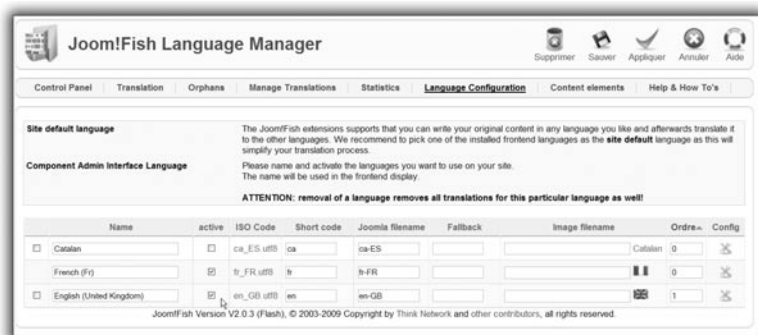 Joom!Fish Language Manager
Supprimer Sauver Appliquer Annuler Aide
Control Panel Translation Orphans Manage Translations Statistics Language Configuration Content elements Help & How To's
Site default language
The Joom!Fish extensions supports that you can write your original content in any language you like and afterwards translate it
to the other languages. We recommend to pick one of the installed frontend languages as the site default language as this will
simplify your translation process.
Component Admin Interface Language
Please name and activate the languages you want to use on your site.
The name will be used in the frontend display.
ATTENTION: removal of a language removes all translations for this particular language as well!
Name active ISO Code Short code Joomla filename Fallback Image filename Ordre Config
Catalan ca_ES.utf8 ca ca-ES Catalan 0
French (Fr) fr_FR.utf8 fr fr-FR 0
English (United Kingdom) en_GB.utf8 en en-GB 1
Joom!Fish Version V2.0.3 (Flash), © 2003-2009 Copyright by Think Network and other contributors, all rights reserved.